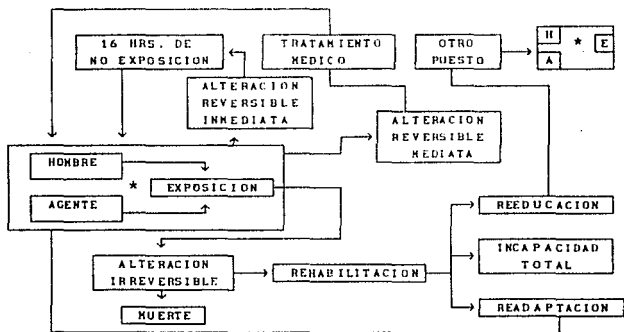 16 HRS. DE
NO EXPOSICION
TRATAMIENTO
MEDICO
OTRO
PUESTO
H
*
E
A
ALTERACION
REVERSIBLE
INMEDIATA
ALTERACION
REVERSIBLE
MEDIATA
HOMBRE
*
EXPOSICION
AGENTE
REEDUCACION
ALTERACION
IRREVERSIBLE
REHABILITACION
INCAPACIDAD
TOTAL
MUERTE
READAPTACION